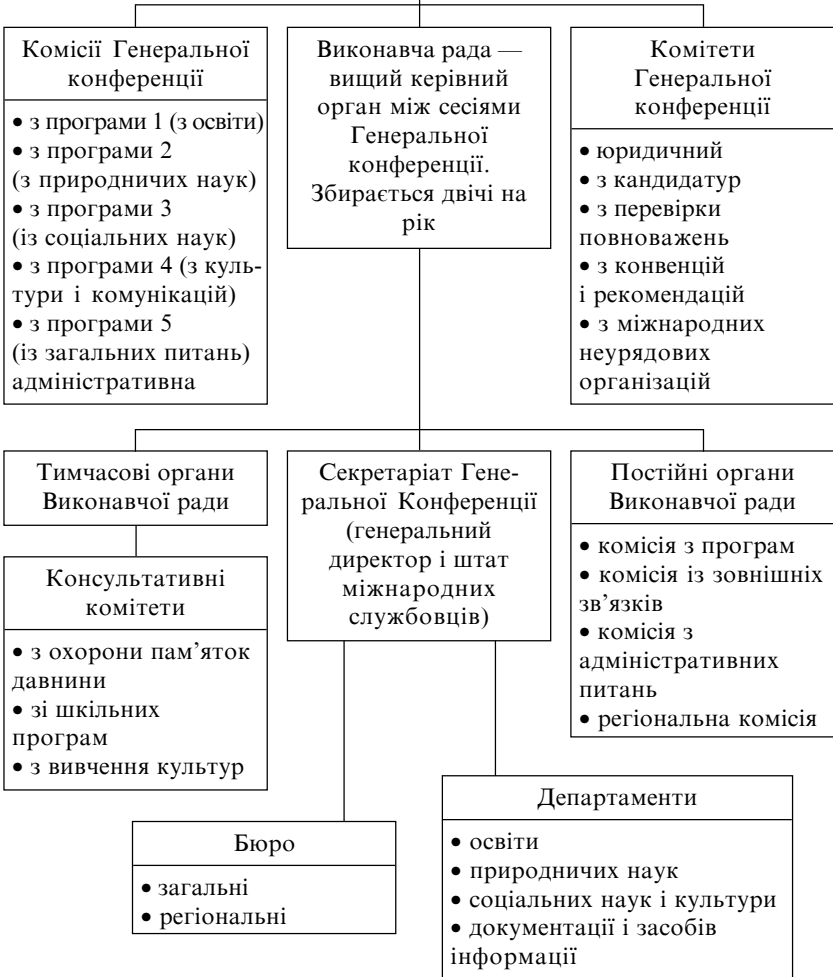 Комісії Генеральної
конференції
• з програми 1 (з освіти)
• з програми 2
(з природничих наук)
• з програми 3
(із соціальних наук)
• з програми 4 (з куль-
тури і комунікацій)
• з програми 5
(із загальних питань)
адміністративна
Виконавча рада —
вищий керівний
орган між сесіями
Генеральної
конференції.
Збирається двічі на
рік
Комітети
Генеральної
конференції
• юридичний
• з кандидатур
• з перевірки
повноважень
• з конвенцій
і рекомендацій
• з міжнародних
неурядових
організацій
Тимчасові органи
Виконавчої ради
Консультативні
комітети
• з охорони пам’яток
давнини
• зі шкільних
програм
• з вивчення культур
Секретаріат Гене-
ральної Конференції
(генеральний
директор і штат
міжнародних
службовців)
Постійні органи
Виконавчої ради
• комісія з програм
• комісія із зовнішніх
зв'язків
• комісія з
адміністративних
питань
• регіональна комісія
Бюро
• загальні
• регіональні
Департаменти
• освіти
• природничих наук
• соціальних наук і культури
• документації і засобів
інформації